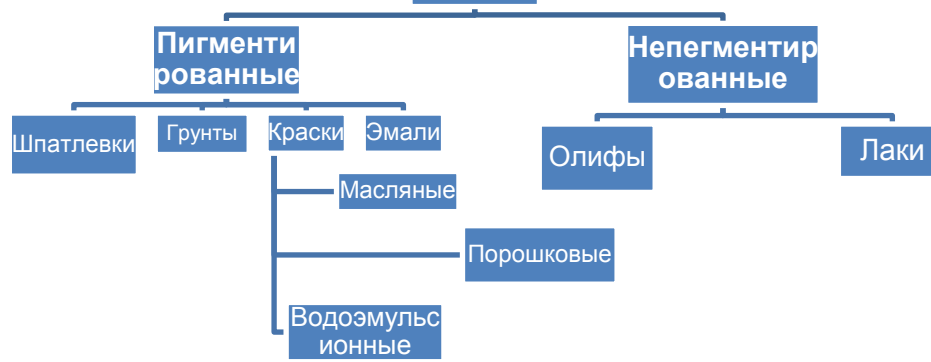 Пигменти
рованные
Непегментир
ованные
Шпатлевки
Грунты
Краски
Эмали
Олифы
Лаки
Масляные
Порошковые
Водоэмульс
ионные